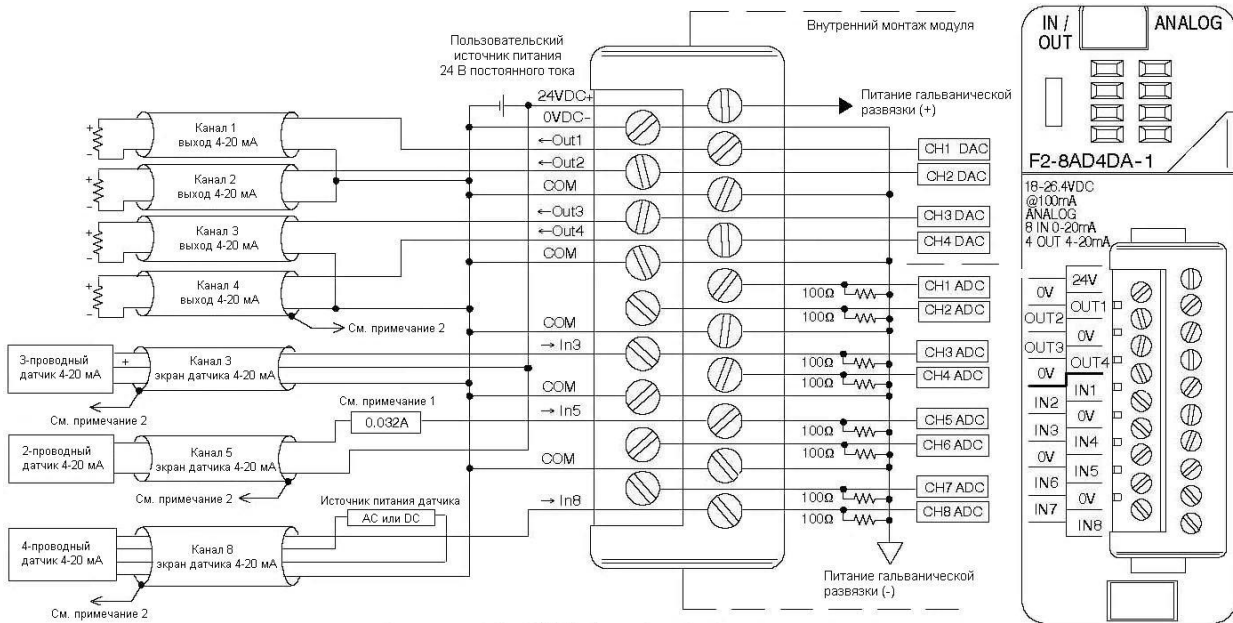 Внутренний монтаж модуля
Пользовательский
источник питания
24 В постоянного тока
24VDC+
0VDC-
←Out1
←Out2
COM
←Out3
←Out4
COM
COM
→ In3
COM
→ In5
COM
→ In8
+
Канал 1
выход 4-20 мА
-
+
Канал 2
выход 4-20 мА
-
+
Канал 3
выход 4-20 мА
-
+
Канал 4
выход 4-20 мА
-
См. примечание 2
3-проводный
датчик 4-20 мА
+
Канал 3
экран датчика 4-20 мА
См. примечание 2
См. примечание 1
0.032A
2-проводный
датчик 4-20 мА
Канал 5
экран датчика 4-20 мА
См. примечание 2
Источник питания датчика
AC или DC
4-проводный
датчик 4-20 мА
Канал 8
экран датчика 4-20 мА
См. примечание 2
Питание гальванической
развязки (+)
CH1 DAC
CH2 DAC
CH3 DAC
CH4 DAC
100Ω
CH1 ADC
100Ω
CH2 ADC
100Ω
CH3 ADC
100Ω
CH4 ADC
100Ω
CH5 ADC
100Ω
CH6 ADC
100Ω
CH7 ADC
100Ω
CH8 ADC
Питание гальванической
развязки (-)
IN /
OUT
ANALOG
F2-8AD4DA-1
18-26.4VDC
@100mA
ANALOG
8 IN 0-20mA
4 OUT 4-20mA
24V
0V
OUT1
OUT2
0V
OUT3
OUT4
0V
IN1
IN2
0V
IN3
IN4
0V
IN5
IN6
0V
IN7
IN8